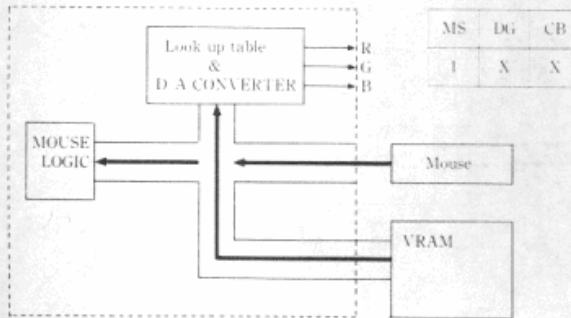 Look up table
&
D A CONVERTER
R
G
B
MS DG CB
1 X X
MOUSE
LOGIC
Mouse
VRAM